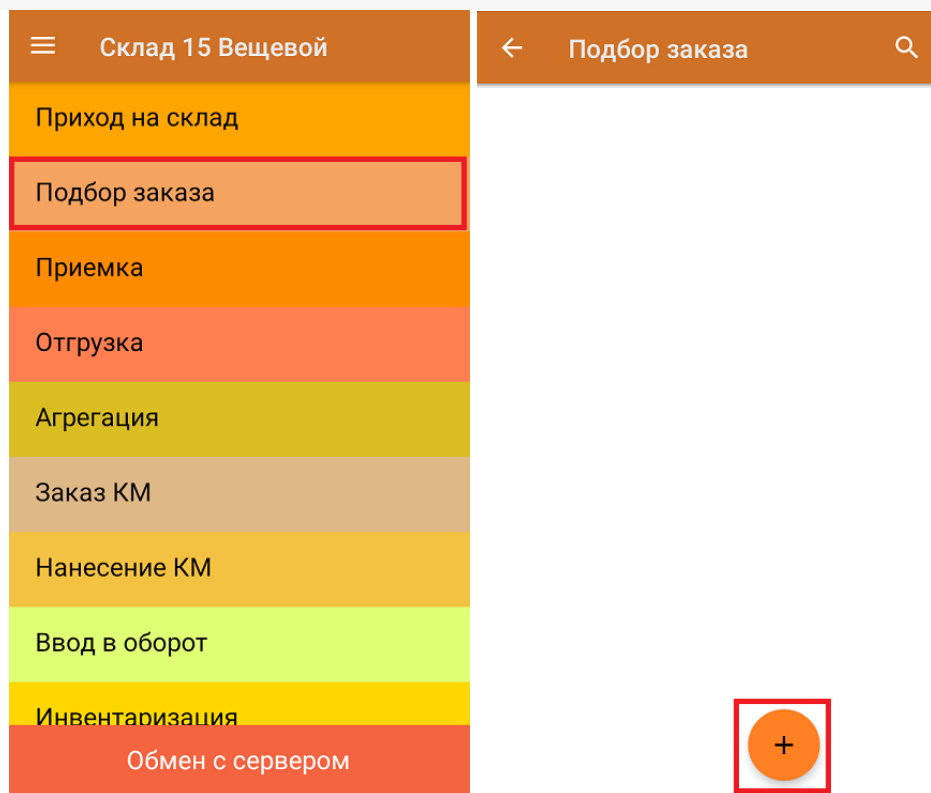 Склад 15 Вещевой
Приход на склад
Подбор заказа
Приемка
Отгрузка
Агрегация
Заказ КМ
Нанесение КМ
Ввод в оборот
Инвентаризация
Обмен с сервером
Подбор заказа
+